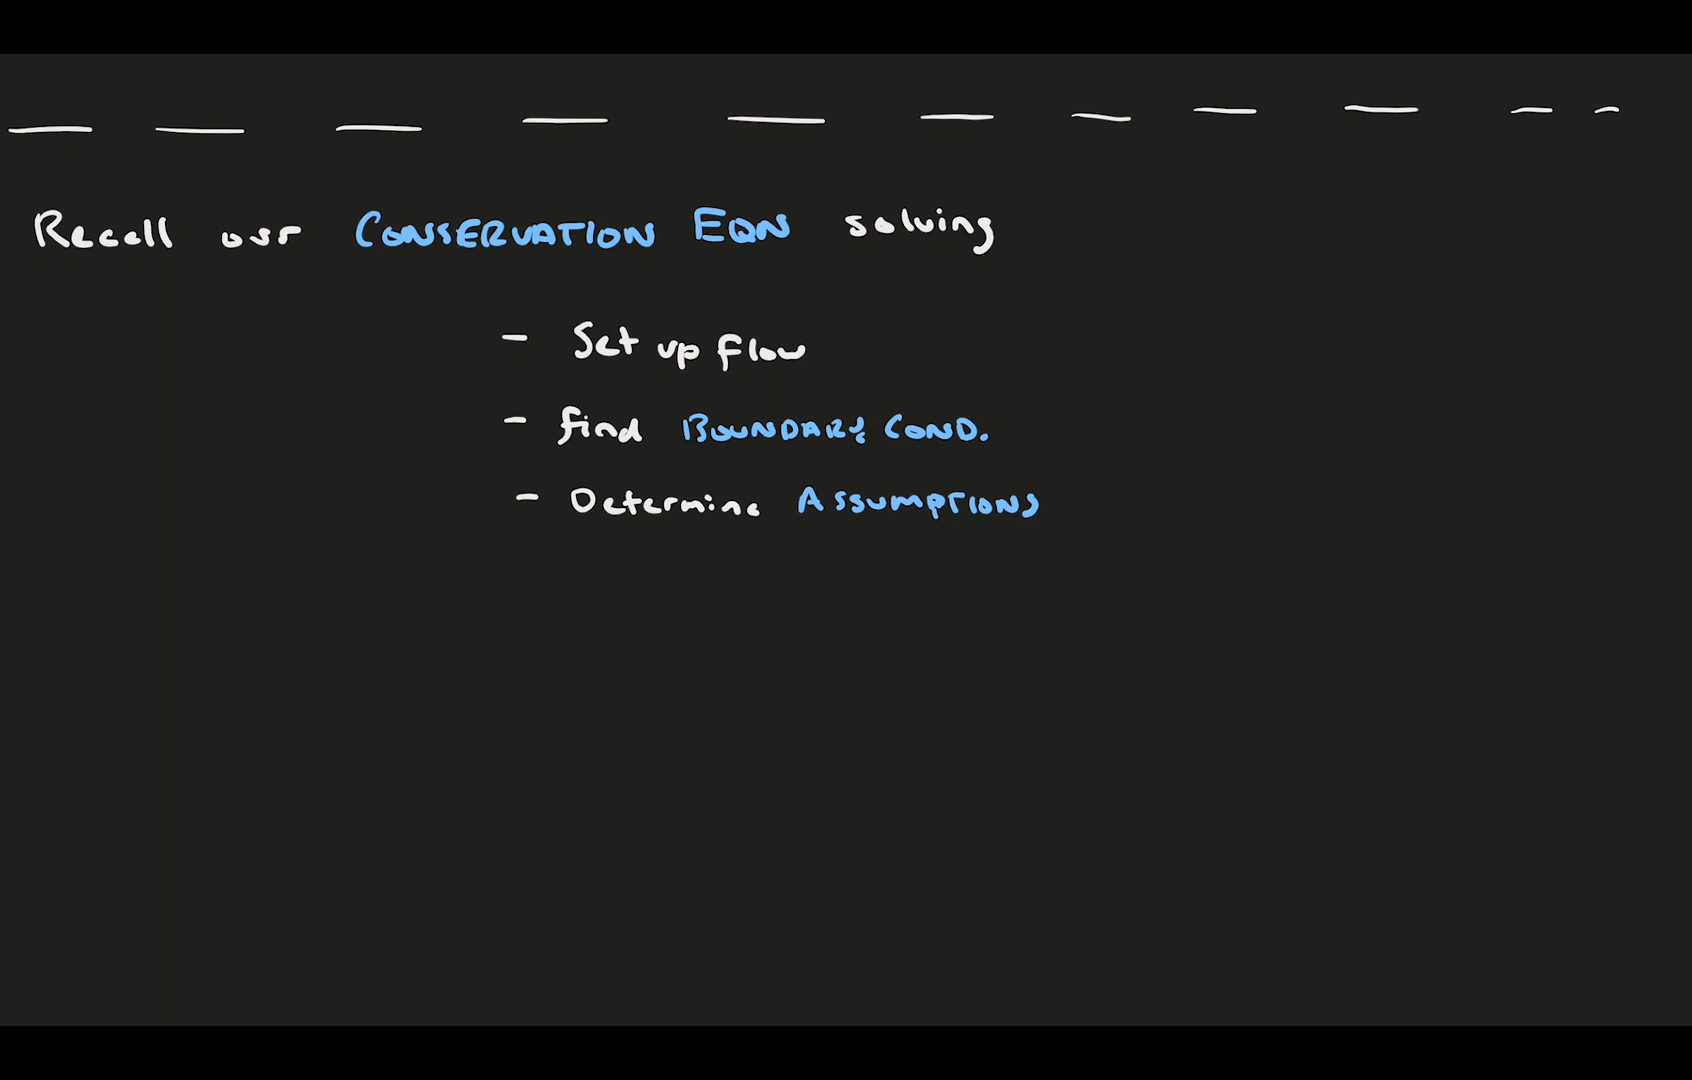 Recall our CONSERVATION EQN solving
- Set up flow
- find BOUNDARY COND.
- Determine ASSUMPTIONS